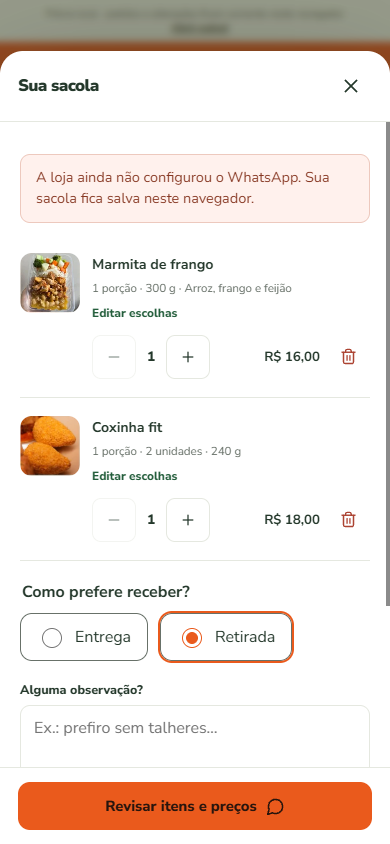 Sua sacola
A loja ainda não configurou o WhatsApp. Sua
sacola fica salva neste navegador.
Marmita de frango
1 porção · 300 g · Arroz, frango e feijão
Editar escolhas
1
R$ 16,00
Coxinha fit
1 porção · 2 unidades · 240 g
Editar escolhas
1
R$ 18,00
Como prefere receber?
Entrega
Retirada
Alguma observação?
Ex.: prefiro sem talheres...
Revisar itens e preços